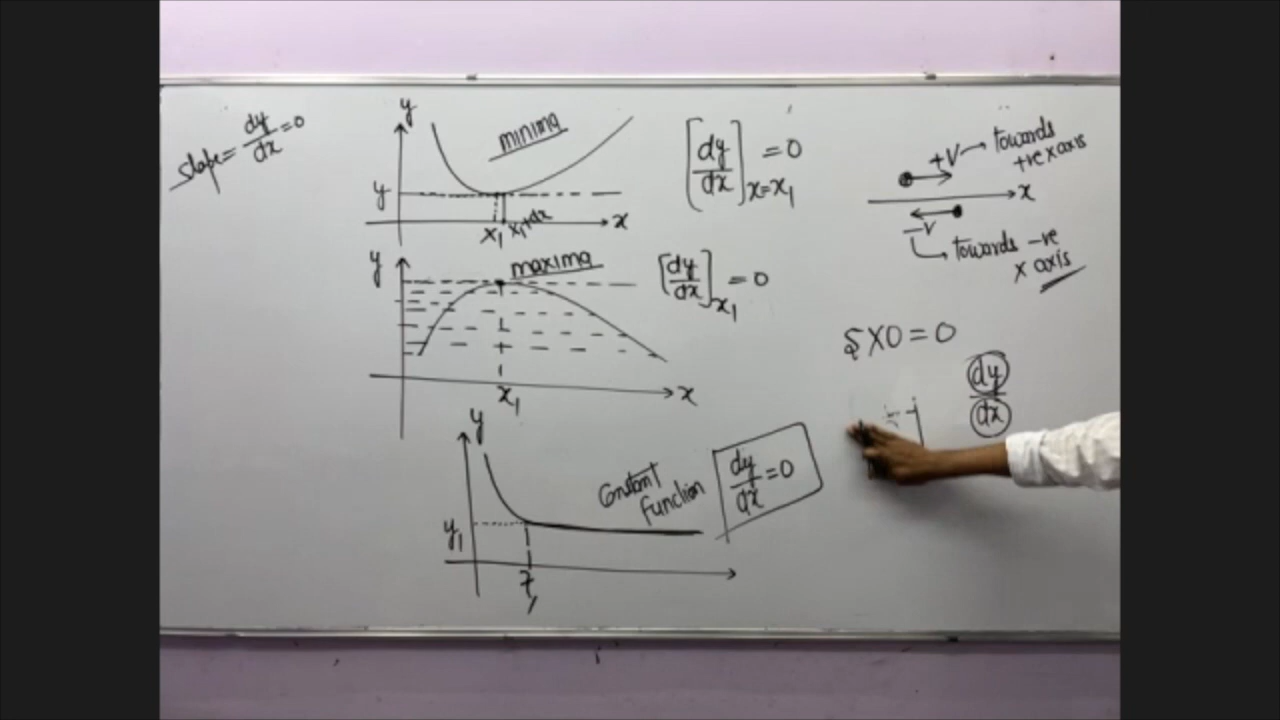 slope = dy/dx = 0
y
minima
y
x₁ x₁+dx x
[dy/dx]x=x₁ = 0
y
maxima
x₁ x
[dy/dx]x₁ = 0
y
constant
function
dy/dx = 0
y₁
+v → towards
+ve x axis
x
-v
towards -ve
x axis
5 X 0 = 0
dy/dx